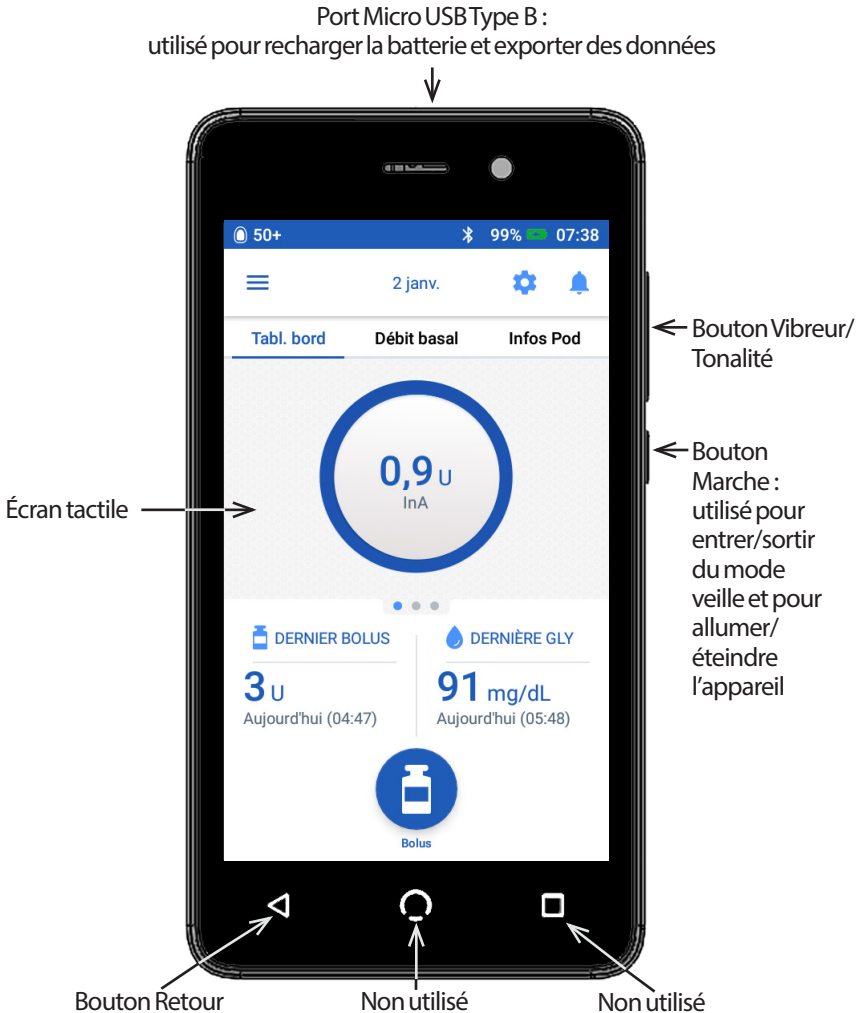 Port Micro USB Type B :
utilisé pour recharger la batterie et exporter des données
50+
99%
07:38
2 janv.
Tabl. bord
Débit basal
Infos Pod
Bouton Vibreur/
Tonalité
0,9 U
InA
Bouton
Marche :
utilisé pour
entrer/sortir
du mode
veille et pour
allumer/
éteindre
l'appareil
Écran tactile
DERNIER BOLUS
3 U
Aujourd'hui (04:47)
DERNIÈRE GLY
91 mg/dL
Aujourd'hui (05:48)
Bolus
Bouton Retour
Non utilisé
Non utilisé